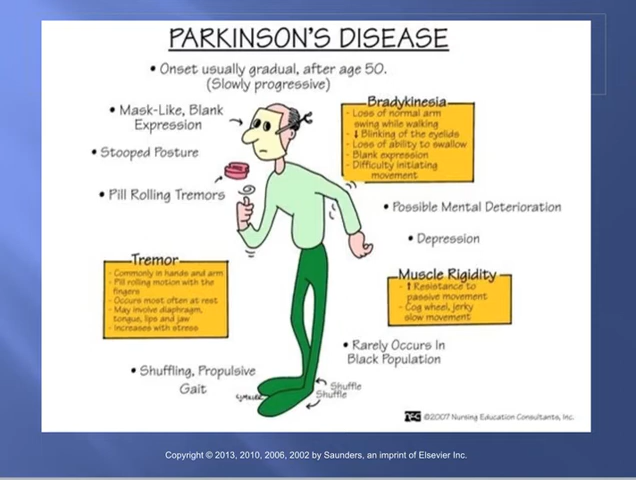 PARKINSON'S DISEASE
• Onset usually gradual, after age 50.
(Slowly progressive)
• Mask-Like, Blank
Expression
• Stooped Posture
• Pill Rolling Tremors
Bradykinesia
- Loss of normal arm
swing while walking
- ⬇ Blinking of the eyelids
- Loss of ability to swallow
- Blank expression
- Difficulty initiating
movement
• Possible Mental Deterioration
• Depression
Tremor
- Commonly in hands and arm
- Pill rolling motion with the
fingers
- Occurs most often at rest
- May involve diaphragm,
tongue, lips and jaw
- Increases with stress
Muscle Rigidity
- ⬆ Resistance to
passive movement
- Cog wheel, jerky
slow movement
• Rarely Occurs In
Black Population
• Shuffling, Propulsive
Gait
Shuffle
Shuffle
NEC ©2007 Nursing Education Consultants, Inc.
Copyright © 2013, 2010, 2006, 2002 by Saunders, an imprint of Elsevier Inc.